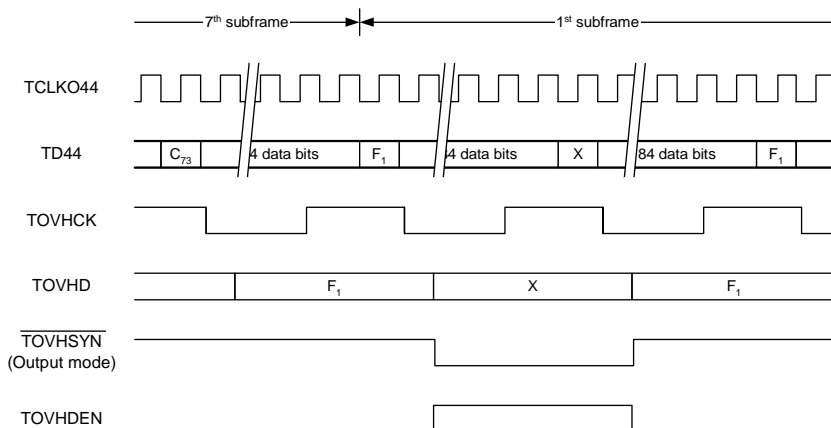 7th subframe 1st subframe
TCLKO44
TD44 C73 4 data bits F1 84 data bits X 84 data bits F1
TOVHCK
TOVHD F1 X F1
TOVHSYN
(Output mode)
TOVHDEN